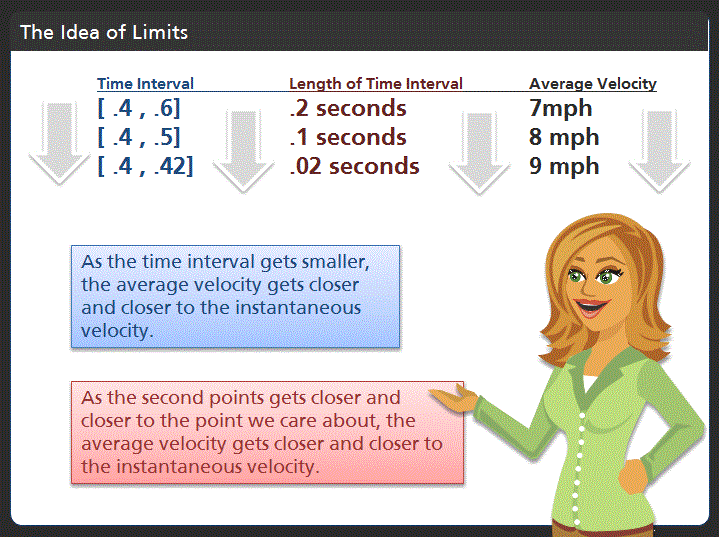 The Idea of Limits
Time Interval Length of Time Interval Average Velocity
[ .4 , .6] .2 seconds 7mph
[ .4 , .5] .1 seconds 8 mph
[ .4 , .42] .02 seconds 9 mph
As the time interval gets smaller,
the average velocity gets closer
and closer to the instantaneous
velocity.
As the second points gets closer and
closer to the point we care about, the
average velocity gets closer and closer to
the instantaneous velocity.